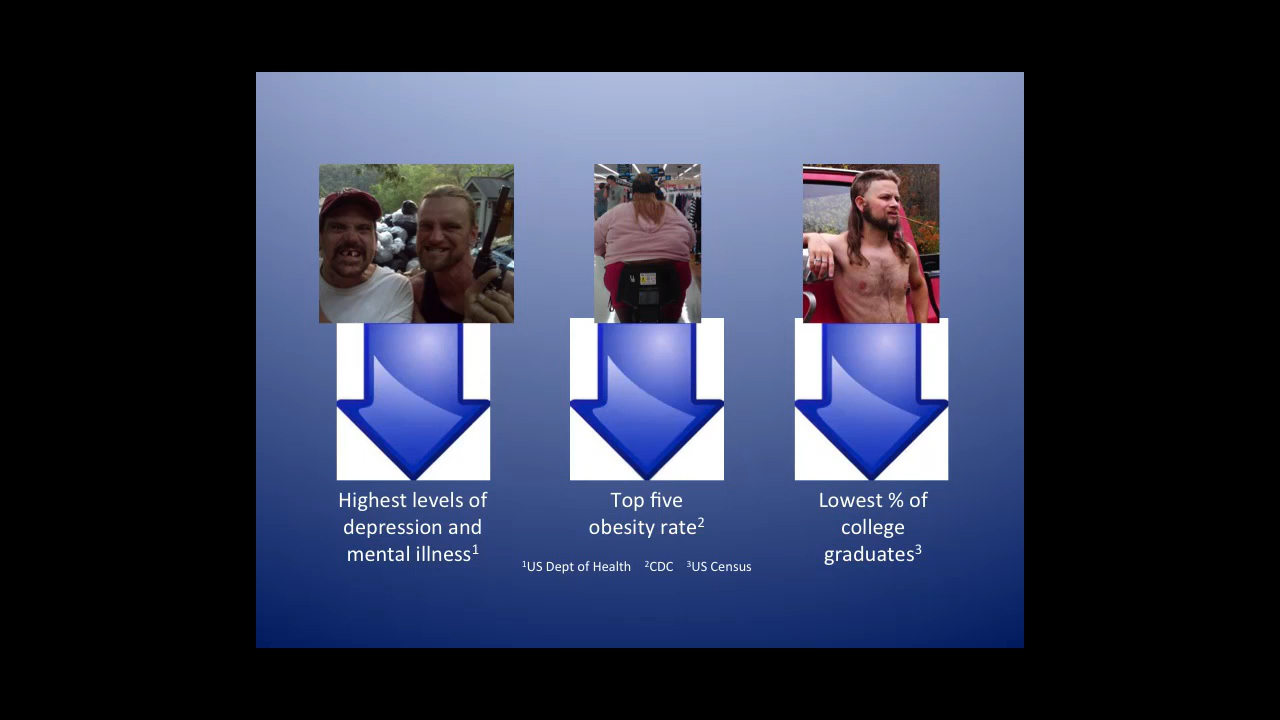 Highest levels of
depression and
mental illness¹
Top five
obesity rate²
Lowest % of
college
graduates³
¹US Dept of Health ²CDC ³US Census